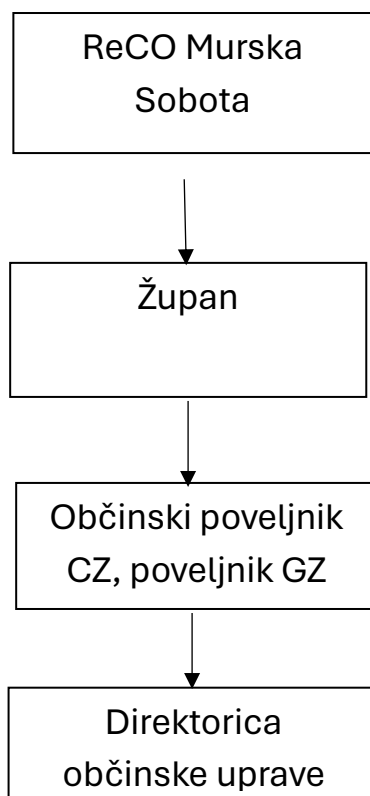 ReCO Murska
Sobota
Župan
Občinski poveljnik
CZ, poveljnik GZ
Direktorica
občinske uprave